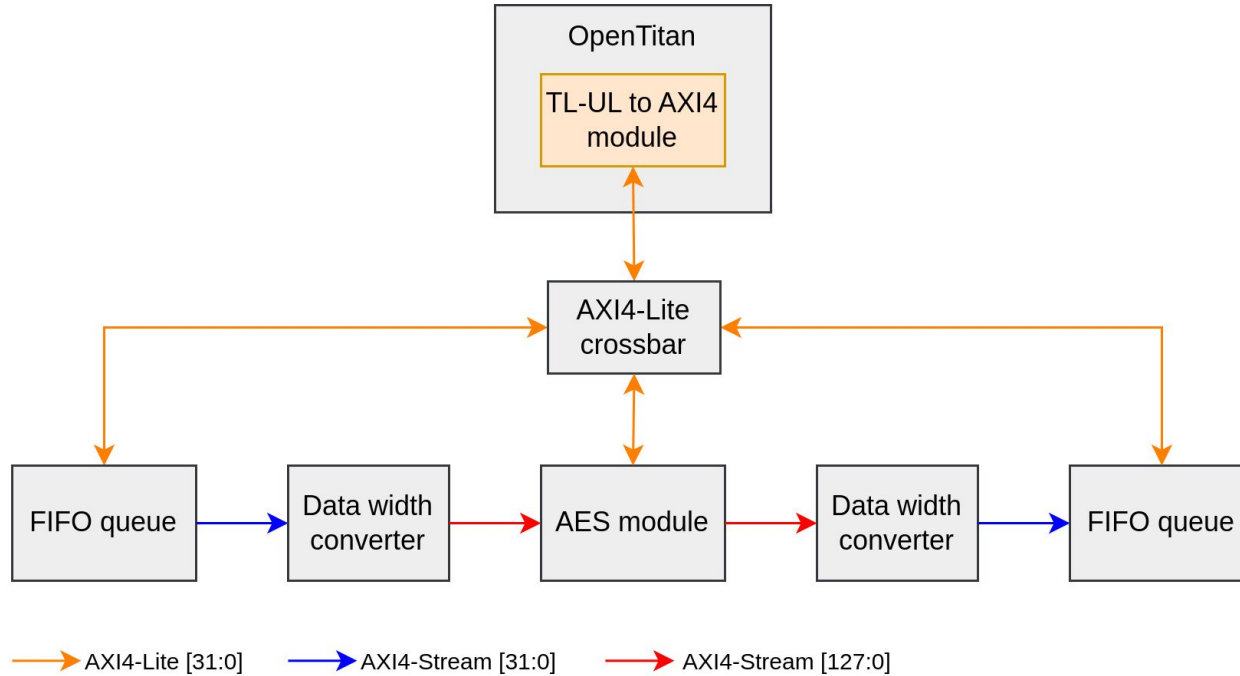 OpenTitan
TL-UL to AXI4
module
AXI4-Lite
crossbar
FIFO queue
Data width
converter
AES module
Data width
converter
FIFO queue
AXI4-Lite [31:0]
AXI4-Stream [31:0]
AXI4-Stream [127:0]